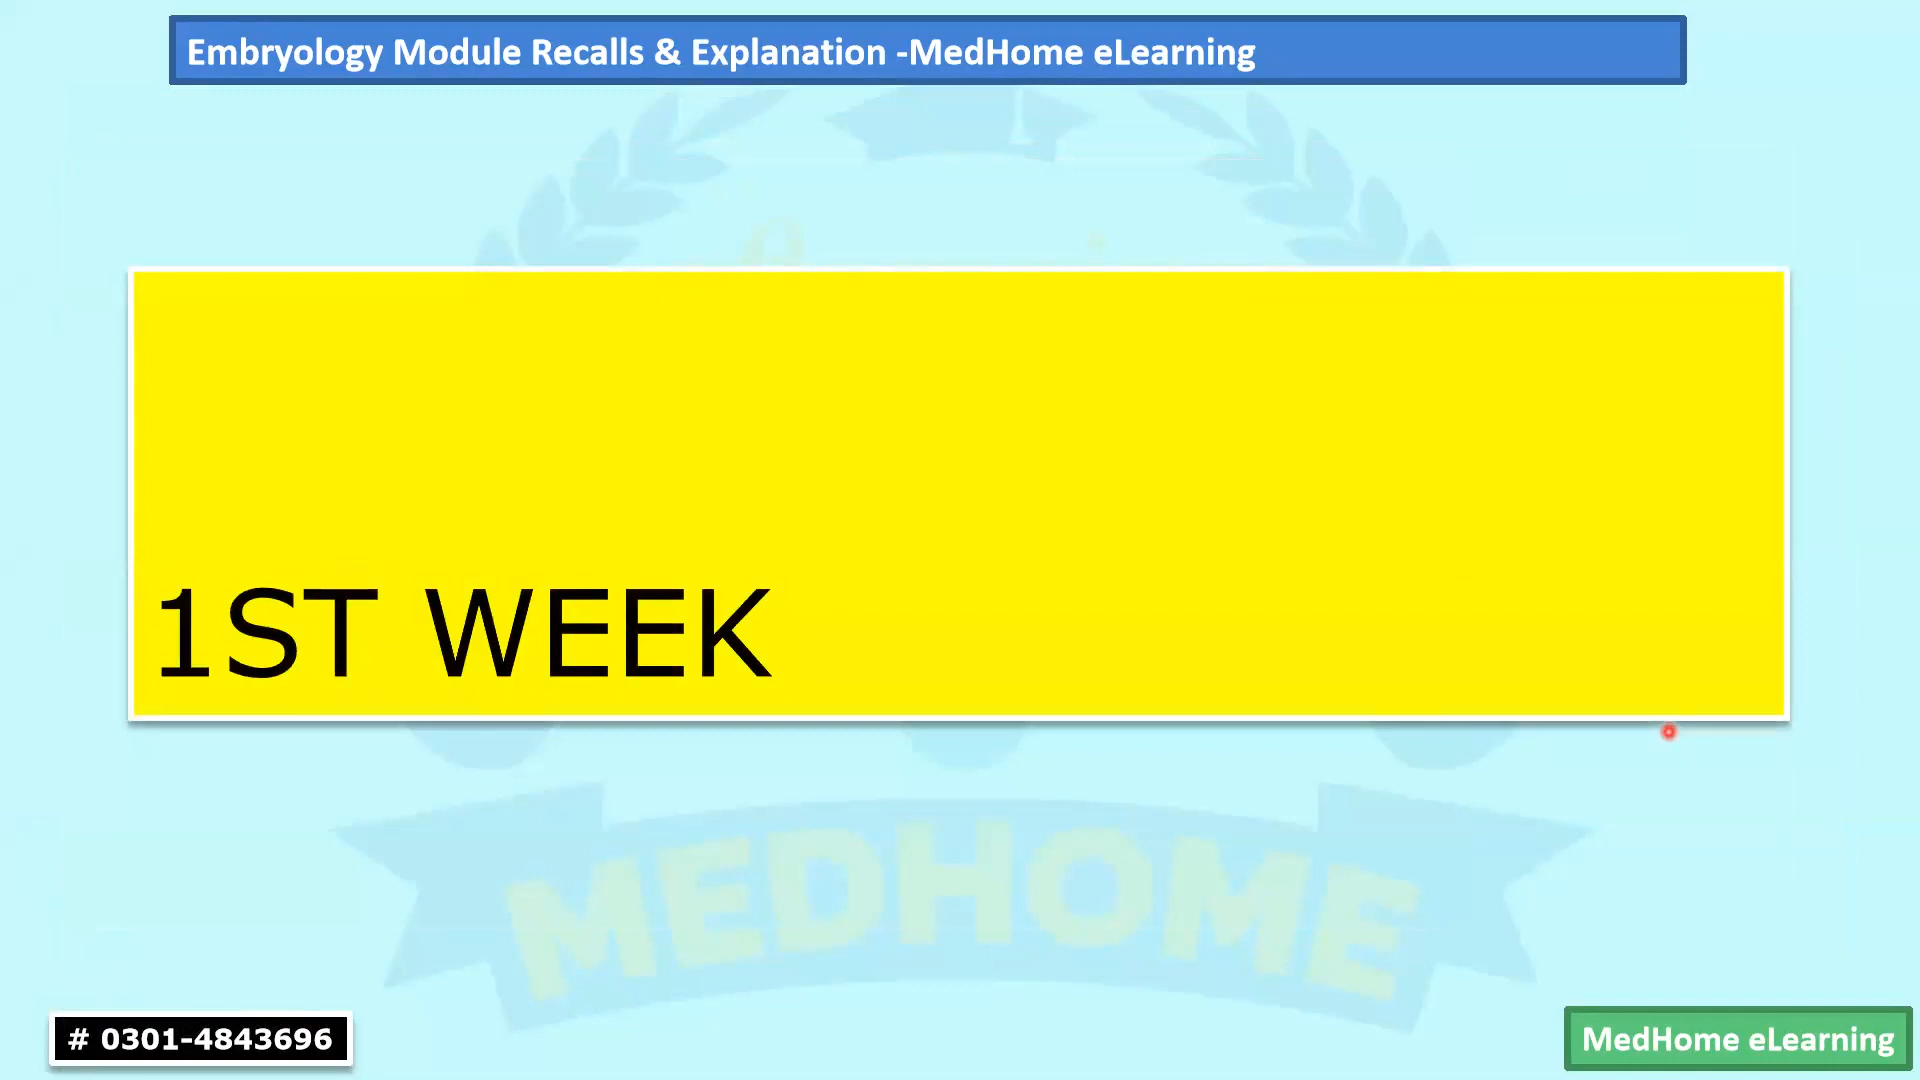 Embryology Module Recalls & Explanation -MedHome eLearning
1ST WEEK
MEDHOME
# 0301-4843696
MedHome eLearning